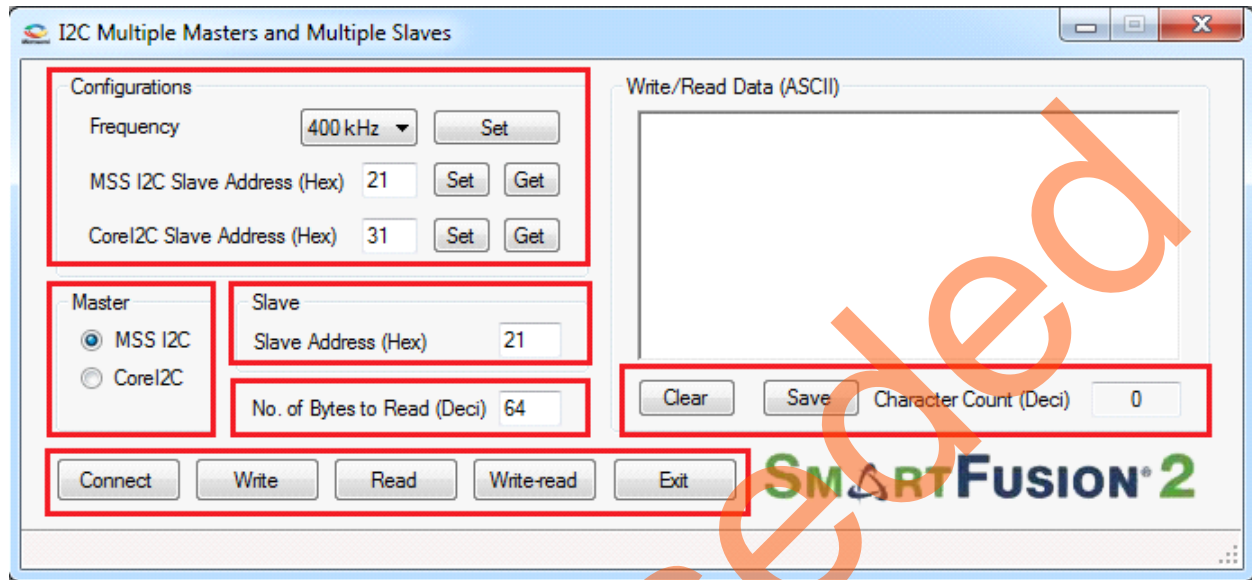 I2C Multiple Masters and Multiple Slaves
Configurations
Frequency 400 kHz Set
MSS I2C Slave Address (Hex) 21 Set Get
CoreI2C Slave Address (Hex) 31 Set Get
Master
MSS I2C
CoreI2C
Slave
Slave Address (Hex) 21
No. of Bytes to Read (Deci) 64
Write/Read Data (ASCII)
Clear Save Character Count (Deci) 0
Connect Write Read Write-read Exit
SMARTFUSION® 2
eded